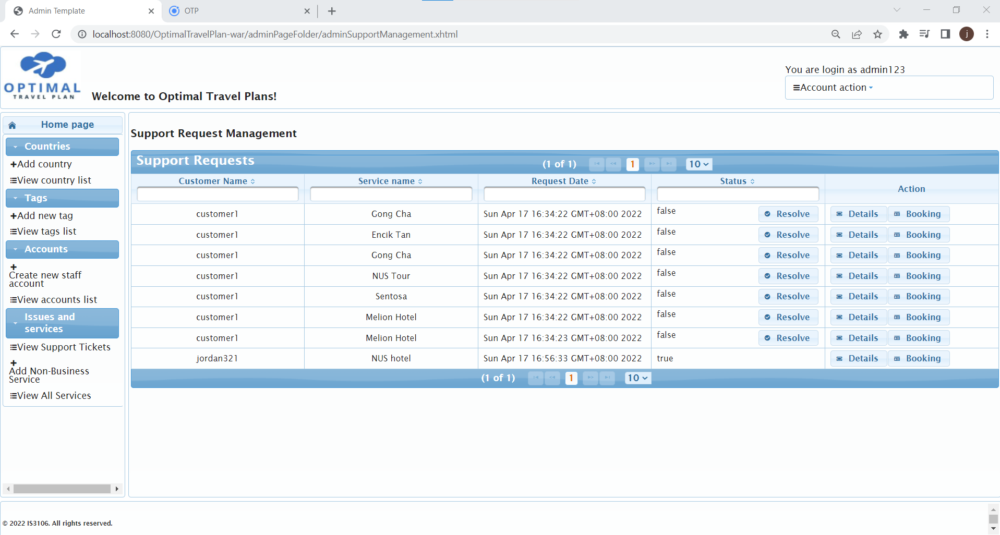 Admin Template
OTP
localhost:8080/OptimalTravelPlan-war/adminPageFolder/adminSupportManagement.xhtml
j
OPTIMAL
TRAVEL PLAN
Welcome to Optimal Travel Plans!
You are login as admin123
Account action
Home page
Countries
Add country
View country list
Tags
Add new tag
View tags list
Accounts
Create new staff
account
View accounts list
Issues and
services
View Support Tickets
Add Non-Business
Service
View All Services
Support Request Management
Support Requests (1 of 1) 1 10
Customer Name Service name Request Date Status Action
customer1 Gong Cha Sun Apr 17 16:34:22 GMT+08:00 2022 false Resolve Details Booking
customer1 Encik Tan Sun Apr 17 16:34:22 GMT+08:00 2022 false Resolve Details Booking
customer1 Gong Cha Sun Apr 17 16:34:22 GMT+08:00 2022 false Resolve Details Booking
customer1 NUS Tour Sun Apr 17 16:34:22 GMT+08:00 2022 false Resolve Details Booking
customer1 Sentosa Sun Apr 17 16:34:22 GMT+08:00 2022 false Resolve Details Booking
customer1 Melion Hotel Sun Apr 17 16:34:22 GMT+08:00 2022 false Resolve Details Booking
customer1 Melion Hotel Sun Apr 17 16:34:23 GMT+08:00 2022 false Resolve Details Booking
jordan321 NUS hotel Sun Apr 17 16:56:33 GMT+08:00 2022 true Details Booking
(1 of 1) 1 10
© 2022 IS3106. All rights reserved.